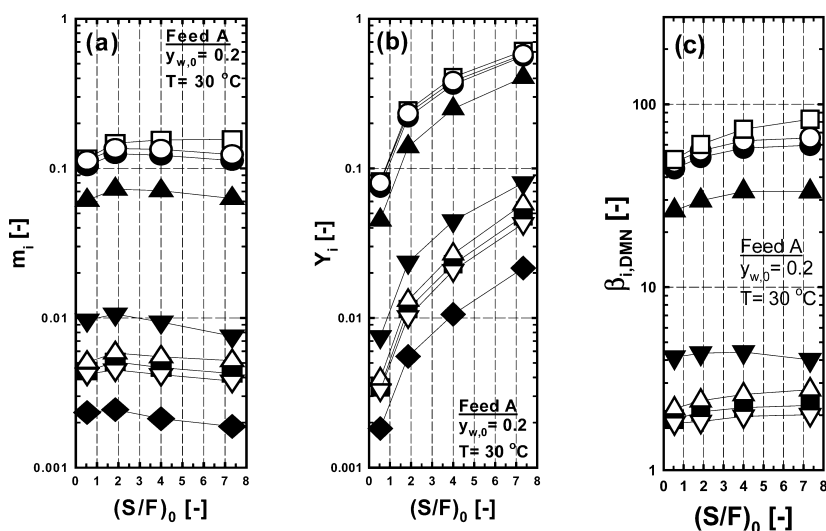 (a)
Feed A
y_w,0= 0.2
T= 30 °C
1
0.1
0.01
0.001
m_i [-]
0 1 2 3 4 5 6 7 8
(S/F)_0 [-]
(b)
1
0.1
0.01
0.001
Y_i [-]
Feed A
y_w,0= 0.2
T= 30 °C
0 1 2 3 4 5 6 7 8
(S/F)_0 [-]
(c)
100
10
1
β_i,DMN [-]
Feed A
y_w,0= 0.2
T= 30 °C
0 1 2 3 4 5 6 7 8
(S/F)_0 [-]